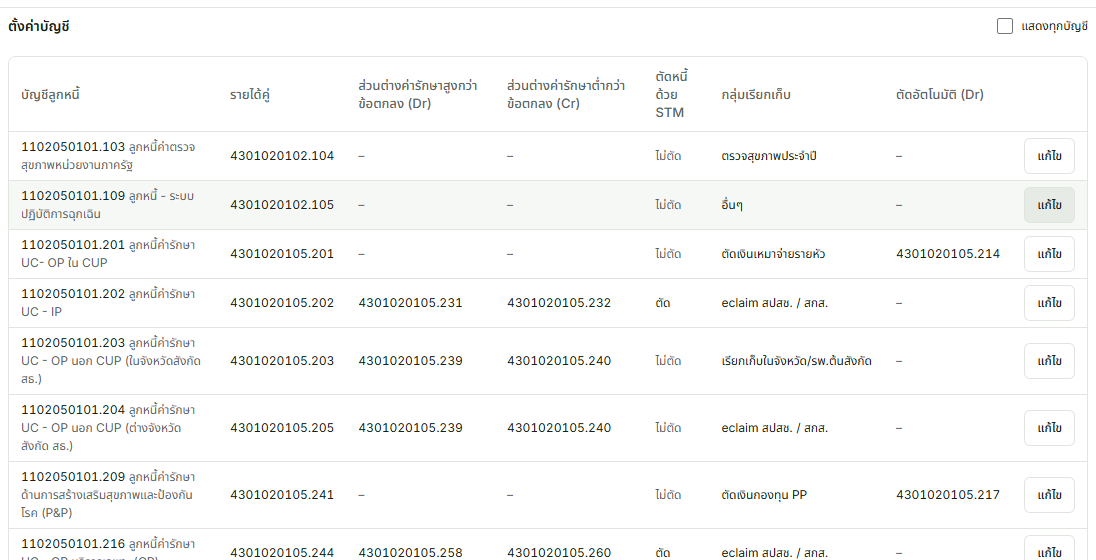 ตั้งค่าบัญชี
แสดงทุกบัญชี
บัญชีลูกหนี้ รายได้คู่ ส่วนต่างค่ารักษาสูงกว่า ส่วนต่างค่ารักษาต่ำกว่า ตัดหนี้ กลุ่มเรียกเก็บ ตัดอัตโนมัติ (Dr)
ข้อตกลง (Dr) ข้อตกลง (Cr) ด้วย
STM
1102050101.103 ลูกหนี้ค่าตรวจ
สุขภาพหน่วยงานภาครัฐ
4301020102.104 – – ไม่ตัด ตรวจสุขภาพประจำปี – แก้ไข
1102050101.109 ลูกหนี้ - ระบบ
ปฏิบัติการฉุกเฉิน
4301020102.105 – – ไม่ตัด อื่นๆ – แก้ไข
1102050101.201 ลูกหนี้ค่ารักษา
UC- OP ใน CUP
4301020105.201 – – ไม่ตัด ตัดเงินเหมาจ่ายรายหัว 4301020105.214 แก้ไข
1102050101.202 ลูกหนี้ค่ารักษา
UC - IP
4301020105.202 4301020105.231 4301020105.232 ตัด eclaim สปสช. / สกส. – แก้ไข
1102050101.203 ลูกหนี้ค่ารักษา
UC - OP นอก CUP (ในจังหวัดสังกัด
สธ.)
4301020105.203 4301020105.239 4301020105.240 ไม่ตัด เรียกเก็บในจังหวัด/รพ.ต้นสังกัด – แก้ไข
1102050101.204 ลูกหนี้ค่ารักษา
UC - OP นอก CUP (ต่างจังหวัด
สังกัด สธ.)
4301020105.205 4301020105.239 4301020105.240 ไม่ตัด eclaim สปสช. / สกส. – แก้ไข
1102050101.209 ลูกหนี้ค่ารักษา
ด้านการสร้างเสริมสุขภาพและป้องกัน
โรค (P&P)
4301020105.241 – – ไม่ตัด ตัดเงินกองทุน PP 4301020105.217 แก้ไข
1102050101.216 ลูกหนี้ค่ารักษา
4301020105.244 4301020105.258 4301020105.260 ตัด eclaim สปสช. / สกส. – แก้ไข